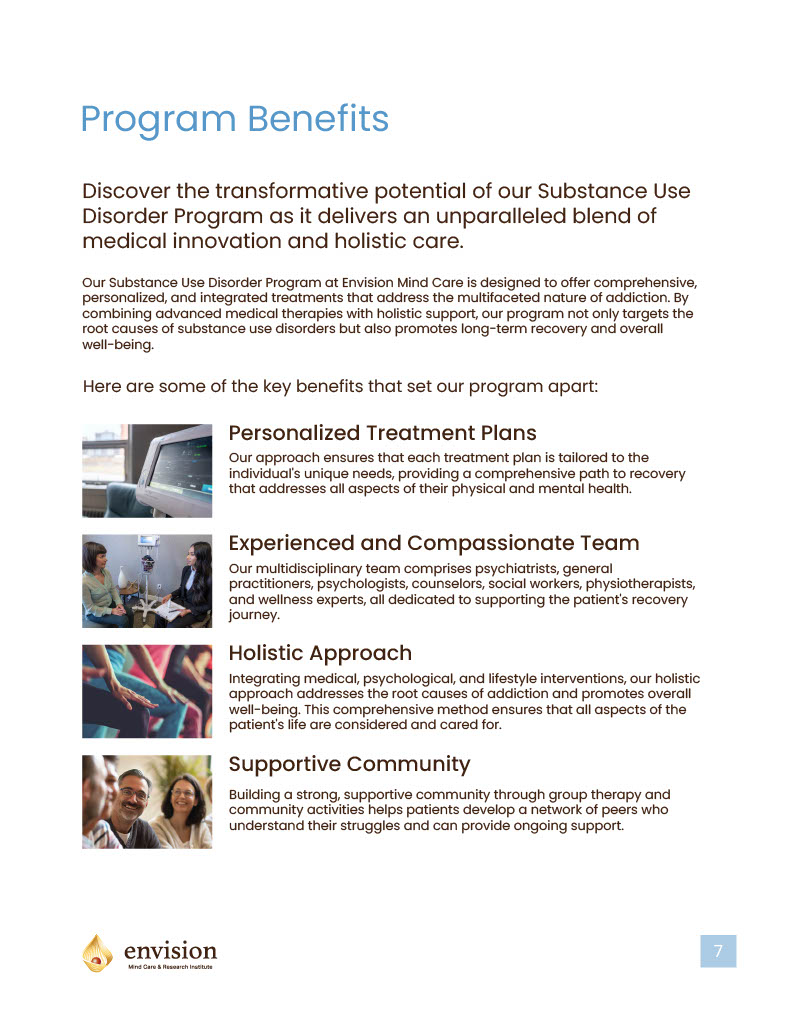 Program Benefits
Discover the transformative potential of our Substance Use
Disorder Program as it delivers an unparalleled blend of
medical innovation and holistic care.
Our Substance Use Disorder Program at Envision Mind Care is designed to offer comprehensive,
personalized, and integrated treatments that address the multifaceted nature of addiction. By
combining advanced medical therapies with holistic support, our program not only targets the
root causes of substance use disorders but also promotes long-term recovery and overall
well-being.
Here are some of the key benefits that set our program apart:
Personalized Treatment Plans
Our approach ensures that each treatment plan is tailored to the
individual's unique needs, providing a comprehensive path to recovery
that addresses all aspects of their physical and mental health.
Experienced and Compassionate Team
Our multidisciplinary team comprises psychiatrists, general
practitioners, psychologists, counselors, social workers, physiotherapists,
and wellness experts, all dedicated to supporting the patient's recovery
journey.
Holistic Approach
Integrating medical, psychological, and lifestyle interventions, our holistic
approach addresses the root causes of addiction and promotes overall
well-being. This comprehensive method ensures that all aspects of the
patient's life are considered and cared for.
Supportive Community
Building a strong, supportive community through group therapy and
community activities helps patients develop a network of peers who
understand their struggles and can provide ongoing support.
envision
Mind Care & Research Institute
7